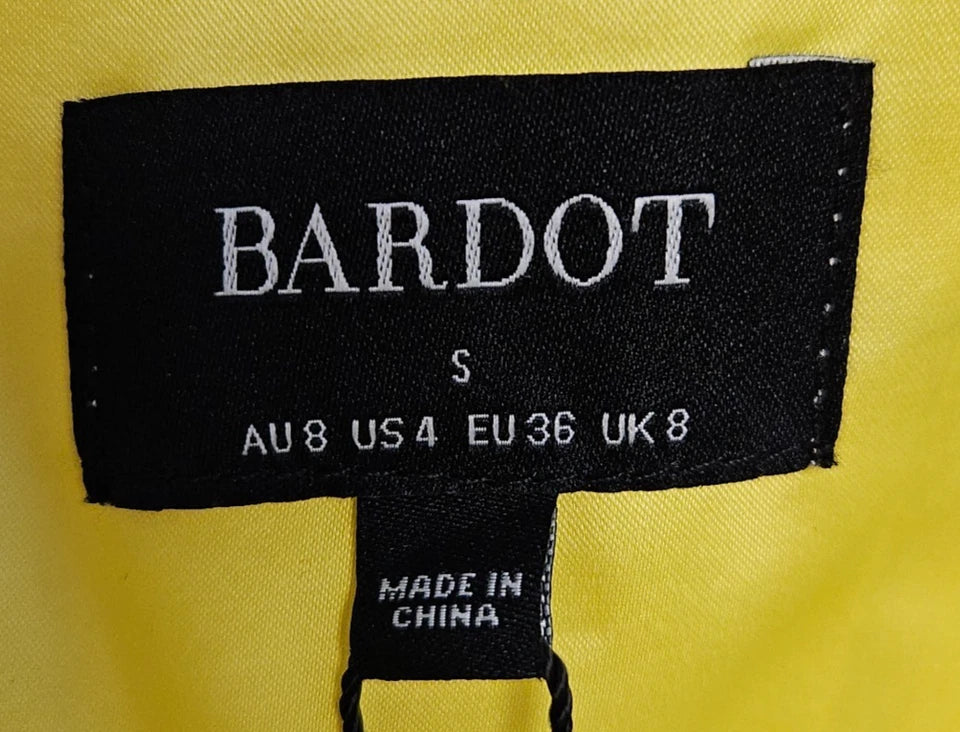 BARDOT
S
AU 8 US 4 EU 36 UK 8
MADE IN
CHINA